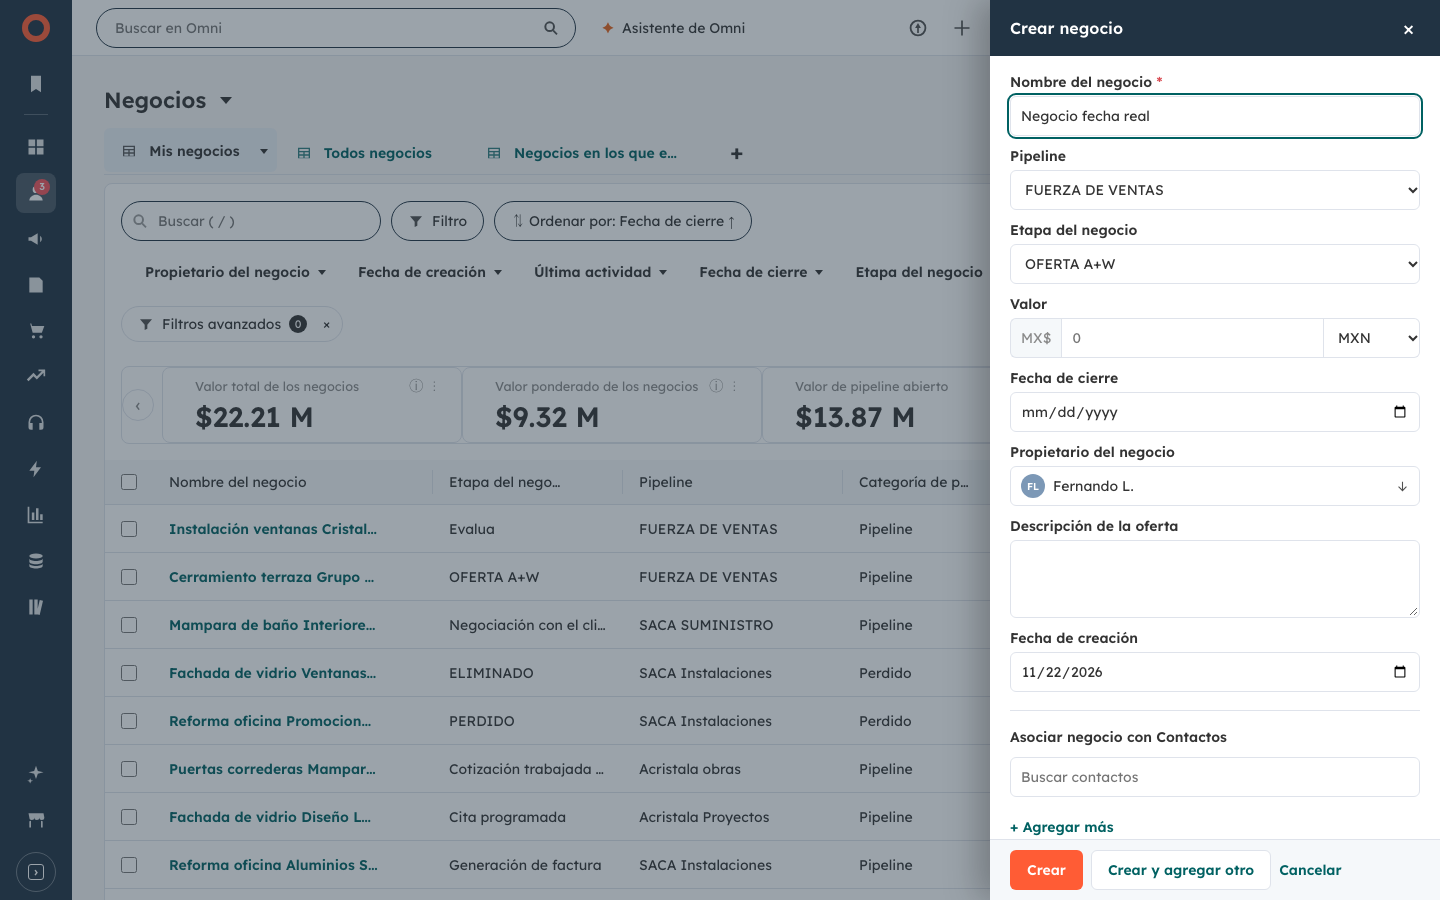 Buscar en Omni
Asistente de Omni
3
Negocios
Mis negocios
Todos negocios
Negocios en los que e...
Buscar ( / )
Filtro
Ordenar por: Fecha de cierre ↑
Propietario del negocio
Fecha de creación
Última actividad
Fecha de cierre
Etapa del negocio
Filtros avanzados 0 ×
Valor total de los negocios
$22.21 M
Valor ponderado de los negocios
$9.32 M
Valor de pipeline abierto
$13.87 M
Nombre del negocio Etapa del nego... Pipeline Categoría de p...
Instalación ventanas Cristal... Evalua FUERZA DE VENTAS Pipeline
Cerramiento terraza Grupo ... OFERTA A+W FUERZA DE VENTAS Pipeline
Mampara de baño Interiore... Negociación con el cli... SACA SUMINISTRO Pipeline
Fachada de vidrio Ventanas... ELIMINADO SACA Instalaciones Perdido
Reforma oficina Promocion... PERDIDO SACA Instalaciones Perdido
Puertas correderas Mampar... Cotización trabajada ... Acristala obras Pipeline
Fachada de vidrio Diseño L... Cita programada Acristala Proyectos Pipeline
Reforma oficina Aluminios S... Generación de factura SACA Instalaciones Pipeline
Crear negocio ×
Nombre del negocio *
Negocio fecha real
Pipeline
FUERZA DE VENTAS
Etapa del negocio
OFERTA A+W
Valor
MX$ 0 MXN
Fecha de cierre
mm/dd/yyyy
Propietario del negocio
FL Fernando L. ↓
Descripción de la oferta
Fecha de creación
11/22/2026
Asociar negocio con Contactos
Buscar contactos
+ Agregar más
Crear
Crear y agregar otro
Cancelar